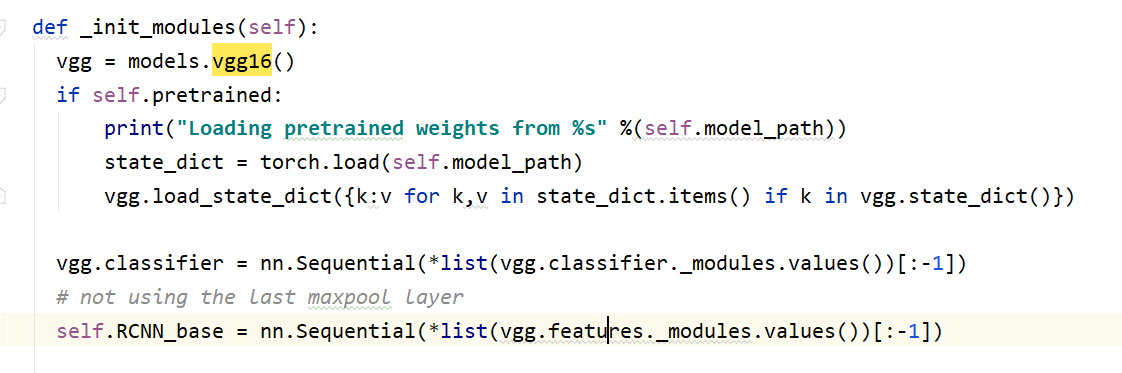 def _init_modules(self):
vgg = models.vgg16()
if self.pretrained:
print("Loading pretrained weights from %s" %(self.model_path))
state_dict = torch.load(self.model_path)
vgg.load_state_dict({k:v for k,v in state_dict.items() if k in vgg.state_dict()})
vgg.classifier = nn.Sequential(*list(vgg.classifier._modules.values())[:-1])
# not using the last maxpool layer
self.RCNN_base = nn.Sequential(*list(vgg.features._modules.values())[:-1])